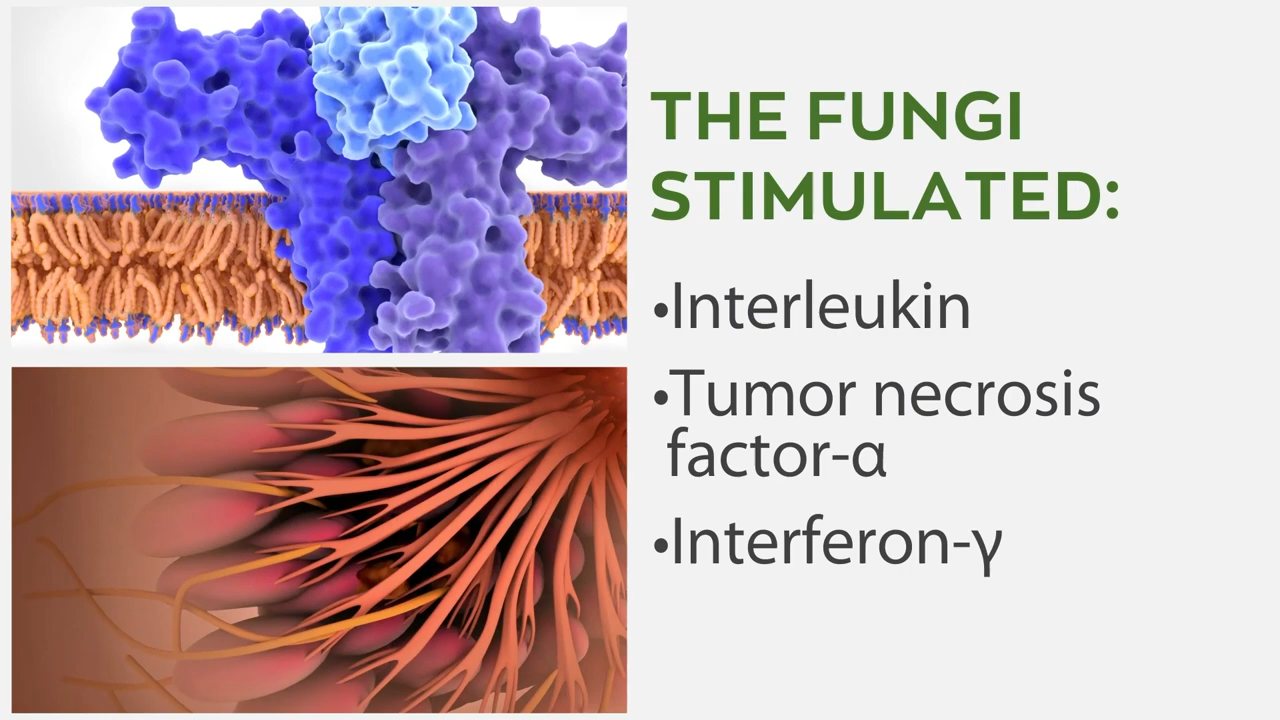 THE FUNGI
STIMULATED:
•Interleukin
•Tumor necrosis
factor-α
•Interferon-γ